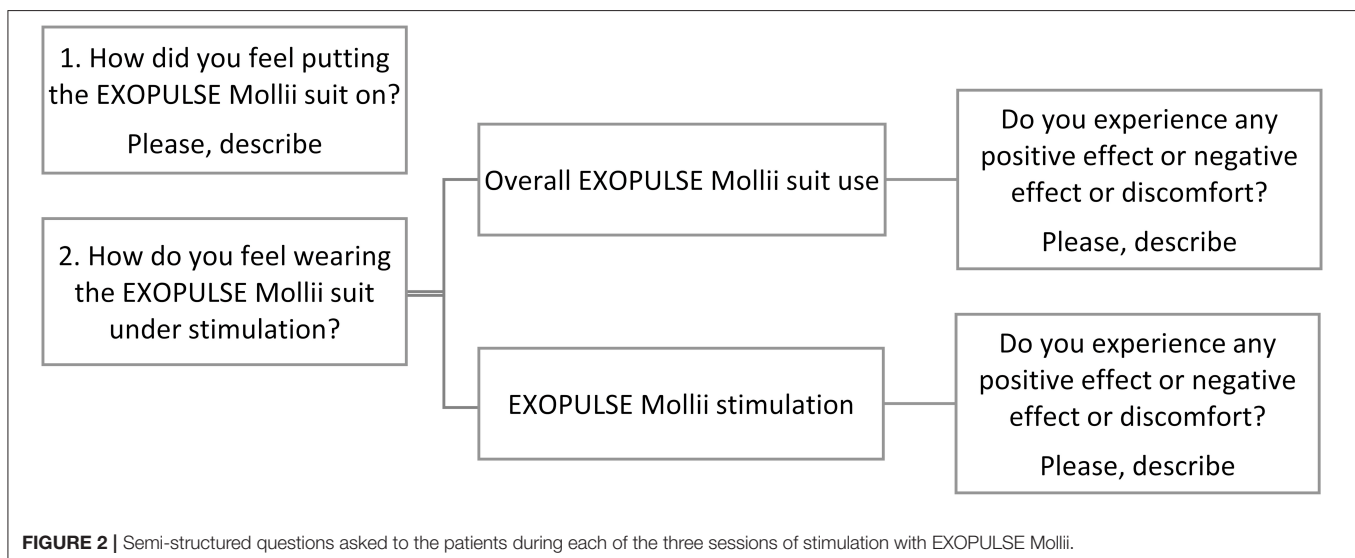 1. How did you feel putting
the EXOPULSE Mollii suit on?
Please, describe
2. How do you feel wearing
the EXOPULSE Mollii suit
under stimulation?
Overall EXOPULSE Mollii suit use
Do you experience any
positive effect or negative
effect or discomfort?
Please, describe
EXOPULSE Mollii stimulation
Do you experience any
positive effect or negative
effect or discomfort?
Please, describe
FIGURE 2 | Semi-structured questions asked to the patients during each of the three sessions of stimulation with EXOPULSE Mollii.